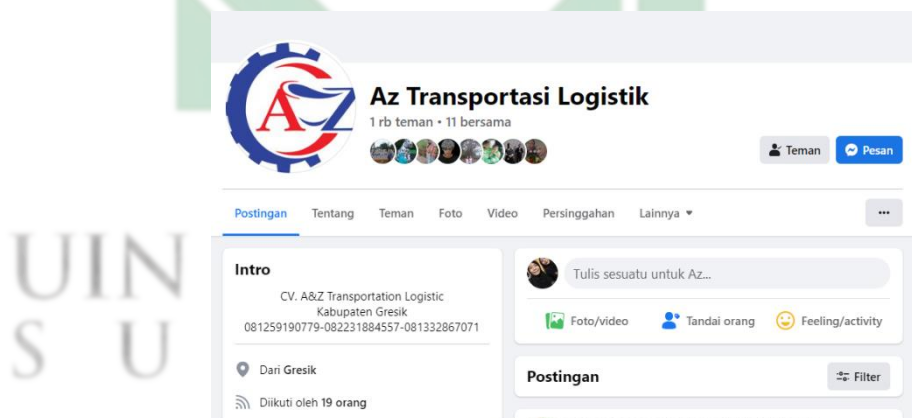 AZ
Az Transportasi Logistik
1 rb teman • 11 bersama
Teman
Pesan
Postingan
Tentang
Teman
Foto
Video
Persinggahan
Lainnya
UIN
S U
Intro
CV. A&Z Transportation Logistic
Kabupaten Gresik
081259190779-082231884557-081332867071
Dari Gresik
Diikuti oleh 19 orang
Tulis sesuatu untuk Az...
Foto/video
Tandai orang
Feeling/activity
Postingan
Filter